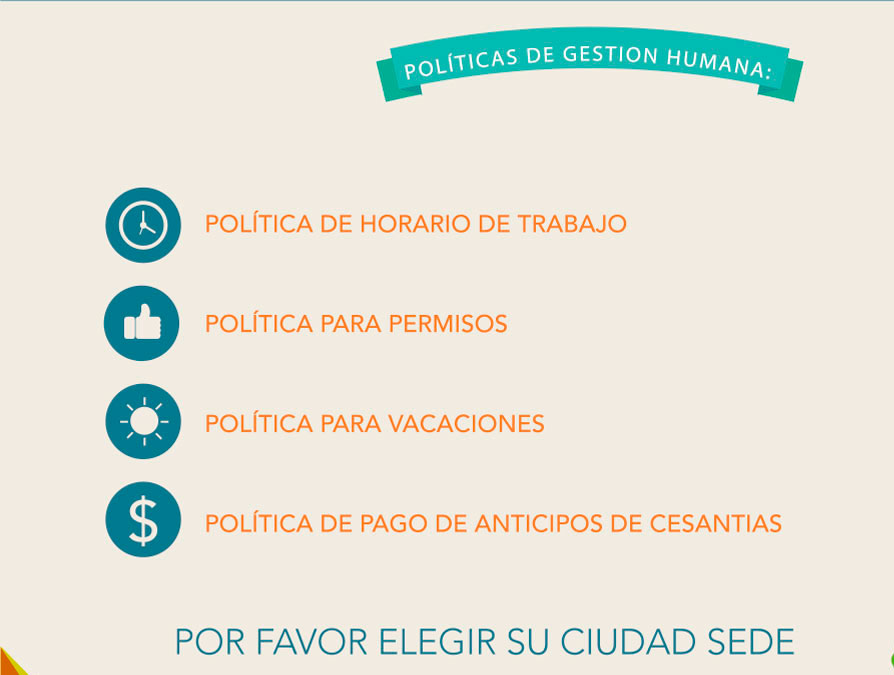 POLÍTICAS DE GESTION HUMANA:
POLÍTICA DE HORARIO DE TRABAJO
POLÍTICA PARA PERMISOS
POLÍTICA PARA VACACIONES
$
POLÍTICA DE PAGO DE ANTICIPOS DE CESANTIAS
POR FAVOR ELEGIR SU CIUDAD SEDE